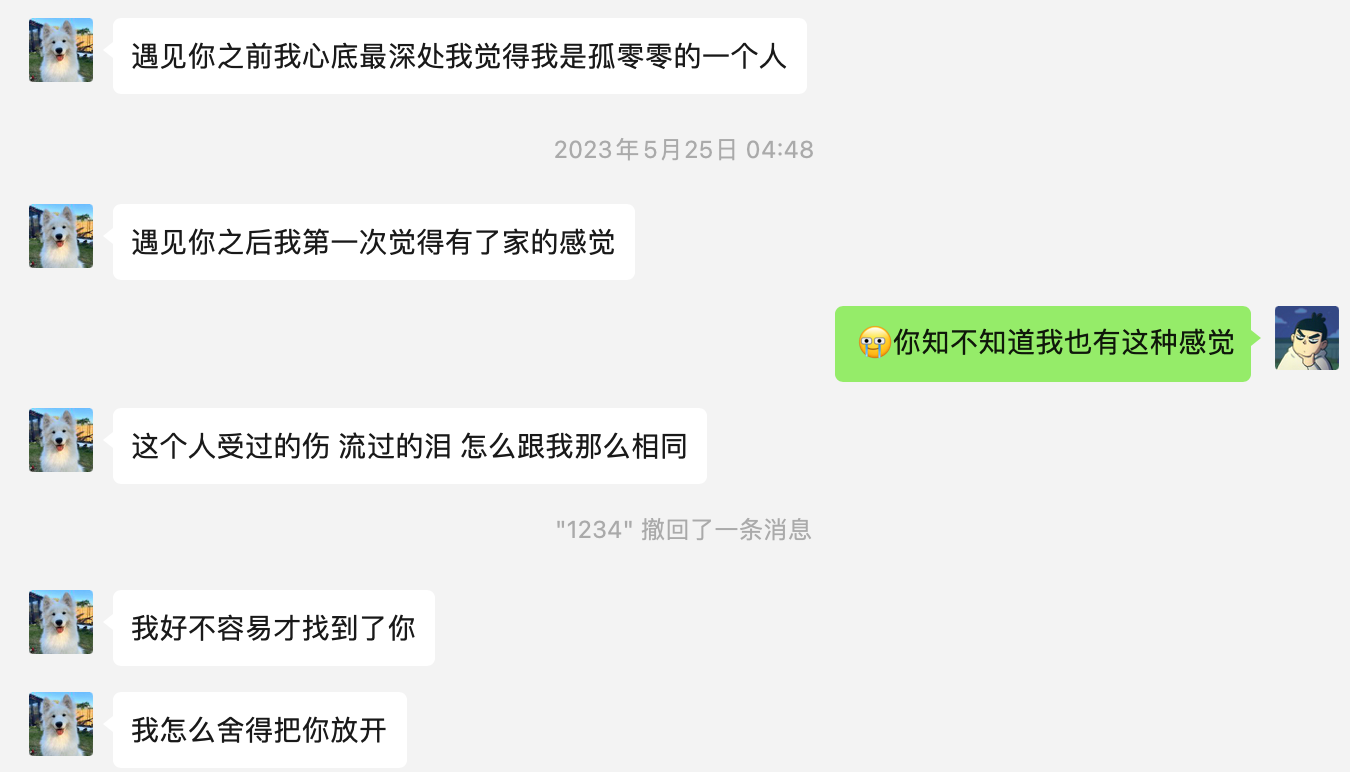 遇见你之前我心底最深处我觉得我是孤零零的一个人
2023年5月25日 04:48
遇见你之后我第一次觉得有了家的感觉
🥹你知不知道我也有这种感觉
这个人受过的伤 流过的泪 怎么跟我那么相同
"1234" 撤回了一条消息
我好不容易才找到了你
我怎么舍得把你放开